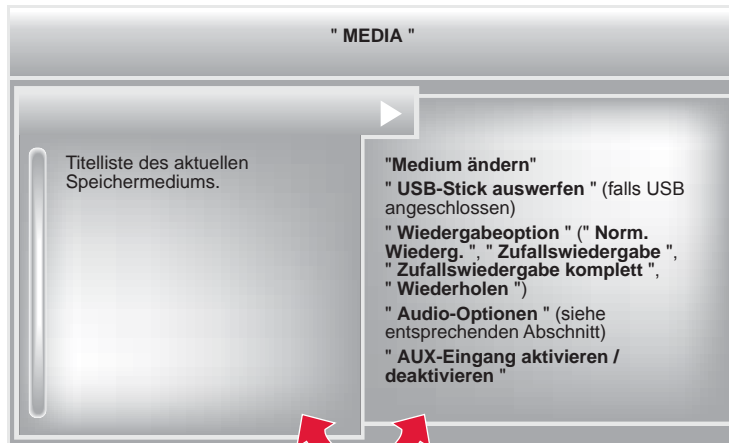 " MEDIA "
Titelliste des aktuellen
Speichermediums.
"Medium ändern"
" USB-Stick auswerfen " (falls USB
angeschlossen)
" Wiedergabeoption " (" Norm.
Wiederg. ", " Zufallswiedergabe ",
" Zufallswiedergabe komplett ",
" Wiederholen ")
" Audio-Optionen " (siehe
entsprechenden Abschnitt)
" AUX-Eingang aktivieren /
deaktivieren "